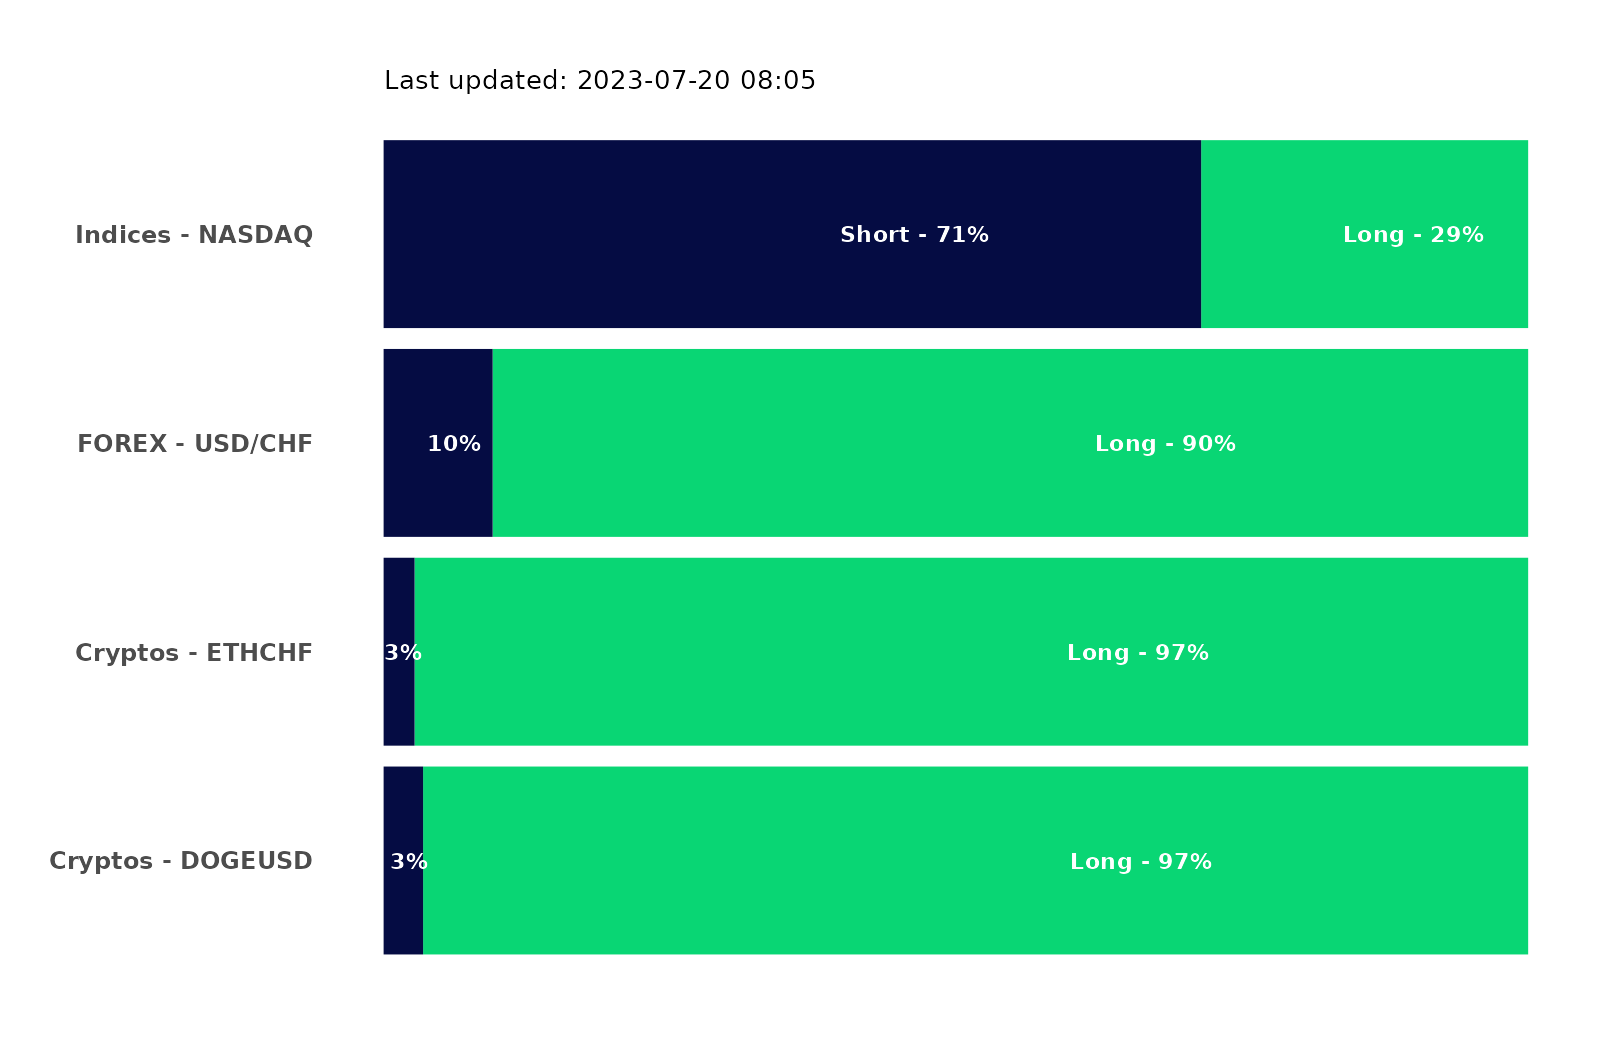 Last updated: 2023-07-20 08:05
Indices - NASDAQ Short - 71% Long - 29%
FOREX - USD/CHF 10% Long - 90%
Cryptos - ETHCHF 3% Long - 97%
Cryptos - DOGEUSD 3% Long - 97%